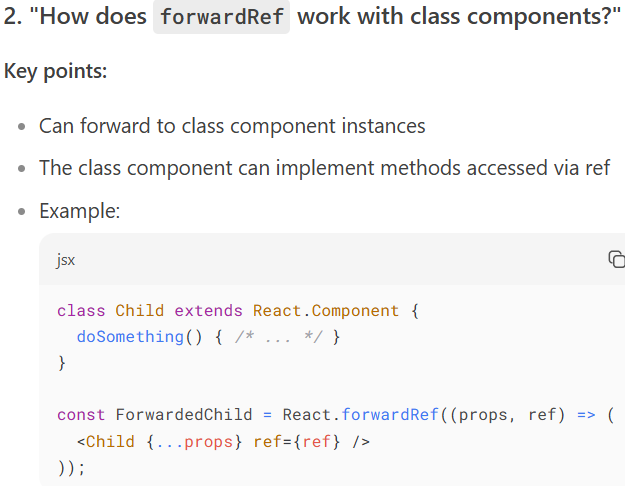 2. "How does forwardRef work with class components?"
Key points:
• Can forward to class component instances
• The class component can implement methods accessed via ref
• Example:
jsx
class Child extends React.Component {
  doSomething() { /* ... */ }
}

const ForwardedChild = React.forwardRef((props, ref) => (
  <Child {...props} ref={ref} />
));